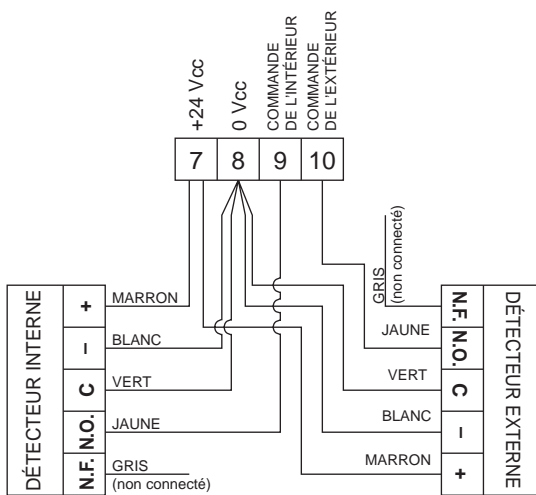 +24 Vcc
0 Vcc
COMMANDE
DE L'INTÉRIEUR
COMMANDE
DE L'EXTÉRIEUR
7 8 9 10
DÉTECTEUR INTERNE
+
MARRON
–
BLANC
C
VERT
N.O.
JAUNE
N.F.
GRIS
(non connecté)
GRIS
(non connecté)
N.F.
JAUNE
N.O.
VERT
C
BLANC
–
MARRON
+
DÉTECTEUR EXTERNE